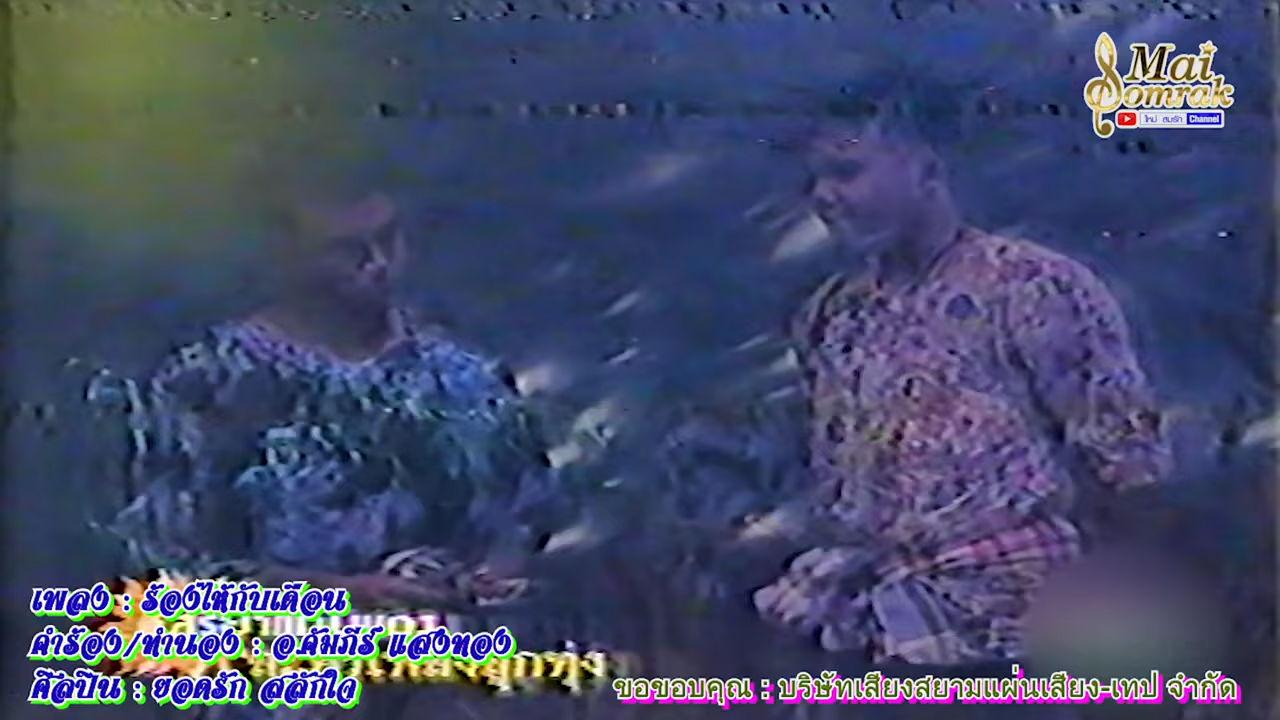 Mai
Somrak
ใหม่ สมรัก Channel
เพลง : ร้องไห้กับเดือน
คำร้อง/ทำนอง : อ.คัมภีร์ แสงทอง
ศิลปิน : ยอดรัก สลักใจ
ขอขอบคุณ : บริษัทเสียงสยามแผ่นเสียง-เทป จำกัด